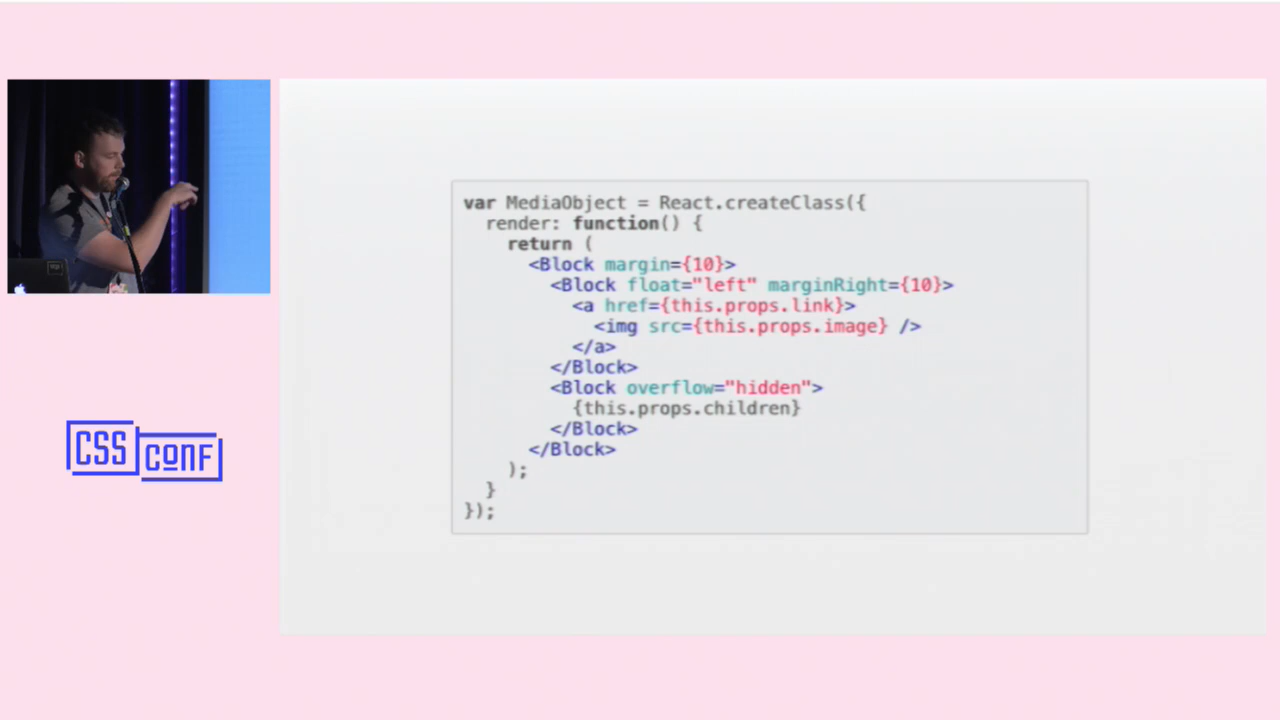 var MediaObject = React.createClass({
  render: function() {
    return (
      <Block margin={10}>
        <Block float="left" marginRight={10}>
          <a href={this.props.link}>
            <img src={this.props.image} />
          </a>
        </Block>
        <Block overflow="hidden">
          {this.props.children}
        </Block>
      </Block>
    );
  }
});
CSS
CONF